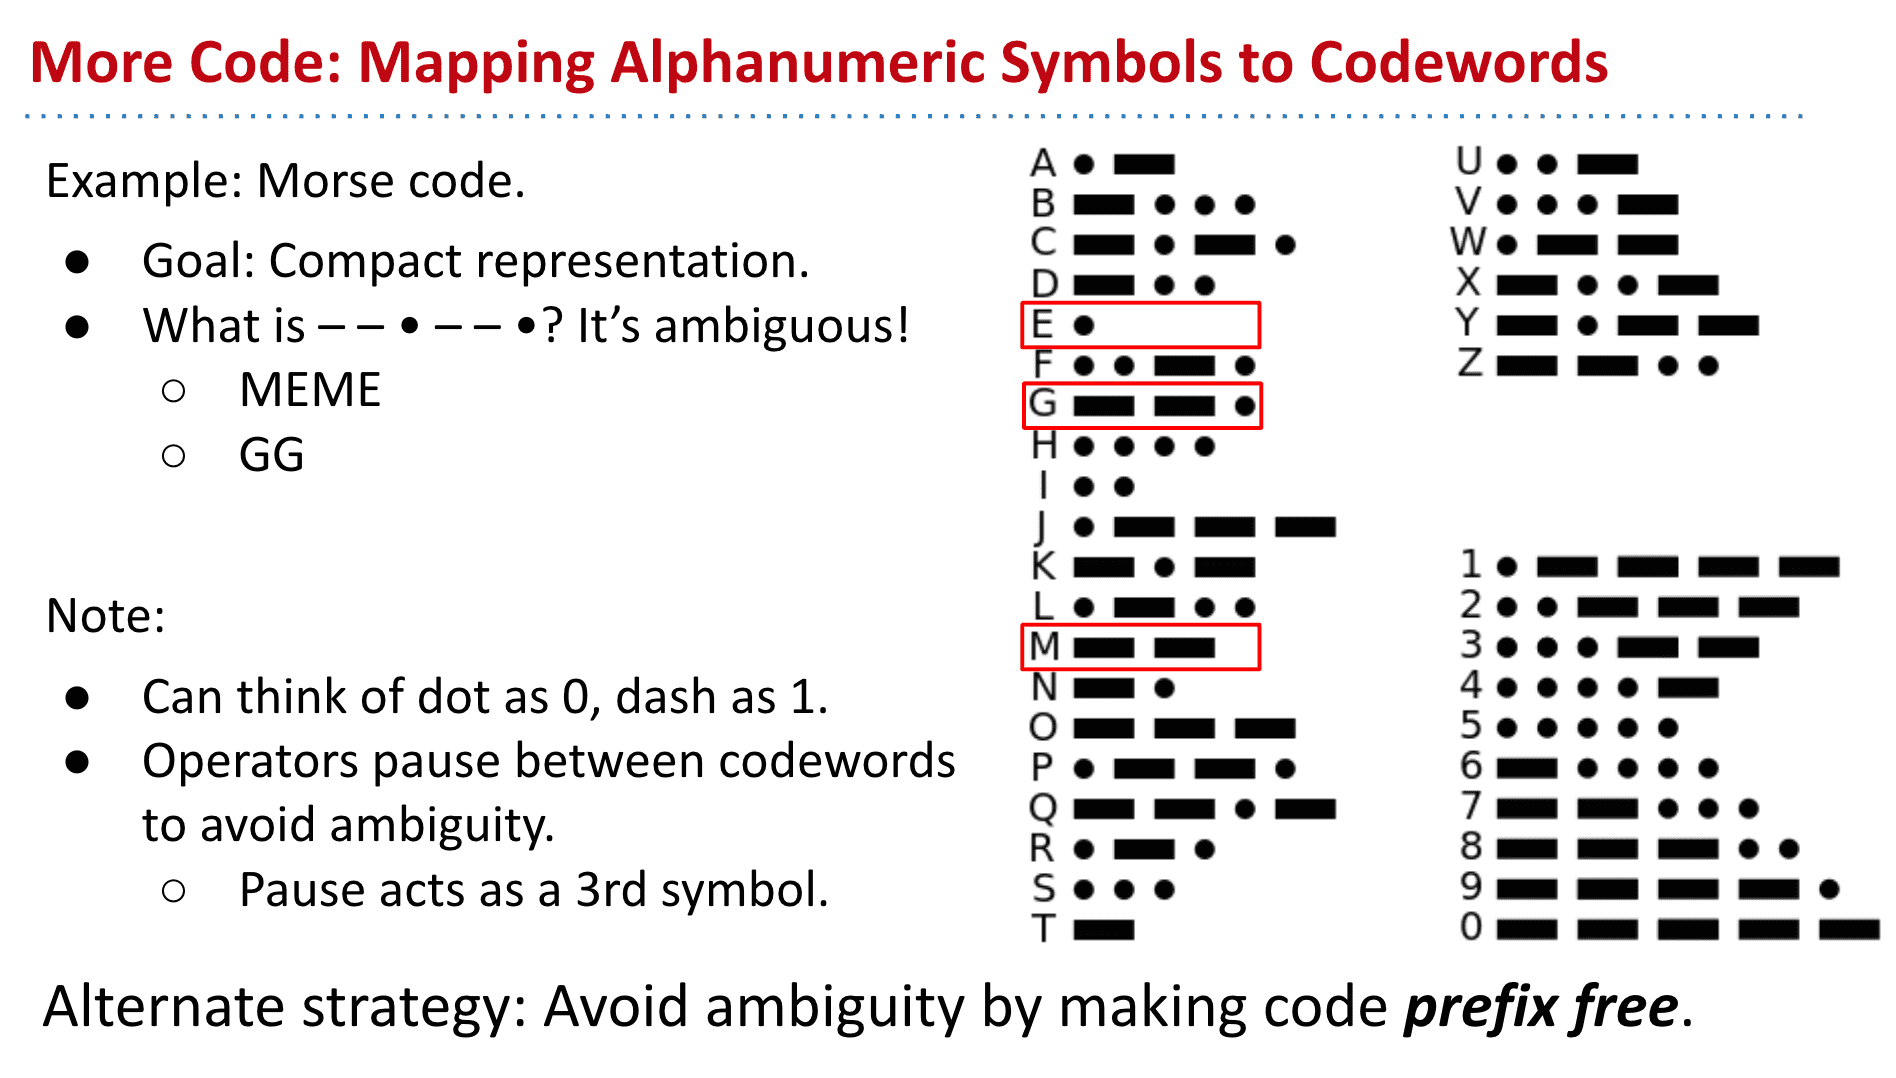 More Code: Mapping Alphanumeric Symbols to Codewords
Example: Morse code.
● Goal: Compact representation.
● What is – – • – – •? It’s ambiguous!
○ MEME
○ GG
Note:
● Can think of dot as 0, dash as 1.
● Operators pause between codewords
to avoid ambiguity.
○ Pause acts as a 3rd symbol.
A • –
B – • • •
C – • – •
D – • •
E •
F • • – •
G – – •
H • • • •
I • •
J • – – –
K – • –
L • – • •
M – –
N – •
O – – –
P • – – •
Q – – • –
R • – •
S • • •
T –
U • • –
V • • • –
W • – –
X – • • –
Y – • – –
Z – – • •
1 • – – – –
2 • • – – –
3 • • • – –
4 • • • • –
5 • • • • •
6 – • • • •
7 – – • • •
8 – – – • •
9 – – – – •
0 – – – – –
Alternate strategy: Avoid ambiguity by making code prefix free.